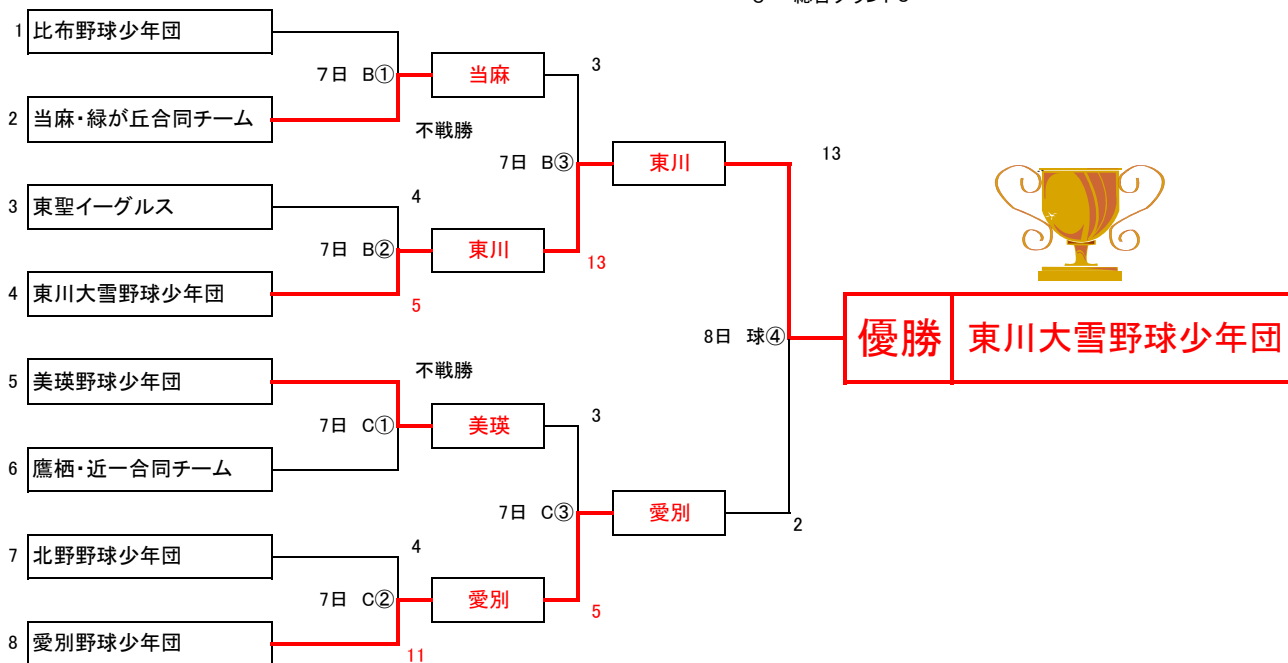 1 比布野球少年団
7日 B①
当麻
3
2 当麻・緑が丘合同チーム
不戦勝
7日 B③
東川
13
3 東聖イーグルス
4
7日 B②
東川
13
4 東川大雪野球少年団
5
8日 球④
優勝 東川大雪野球少年団
5 美瑛野球少年団
不戦勝
7日 C①
美瑛
3
6 鷹栖・近一合同チーム
7日 C③
愛別
2
7 北野野球少年団
4
7日 C②
愛別
5
8 愛別野球少年団
11